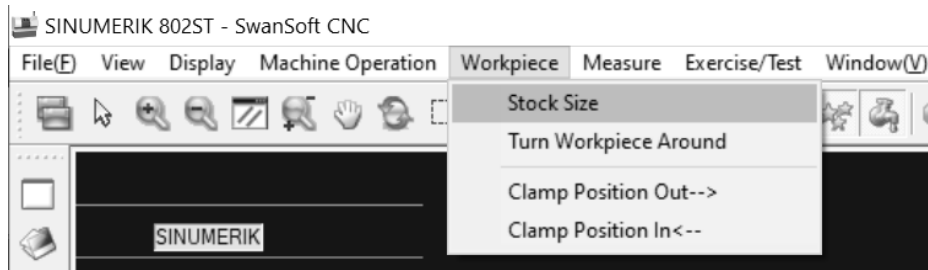 SINUMERIK 802ST - SwanSoft CNC
File(F) View Display Machine Operation Workpiece Measure Exercise/Test Window(V)
Stock Size
Turn Workpiece Around
Clamp Position Out-->
Clamp Position In<--
SINUMERIK